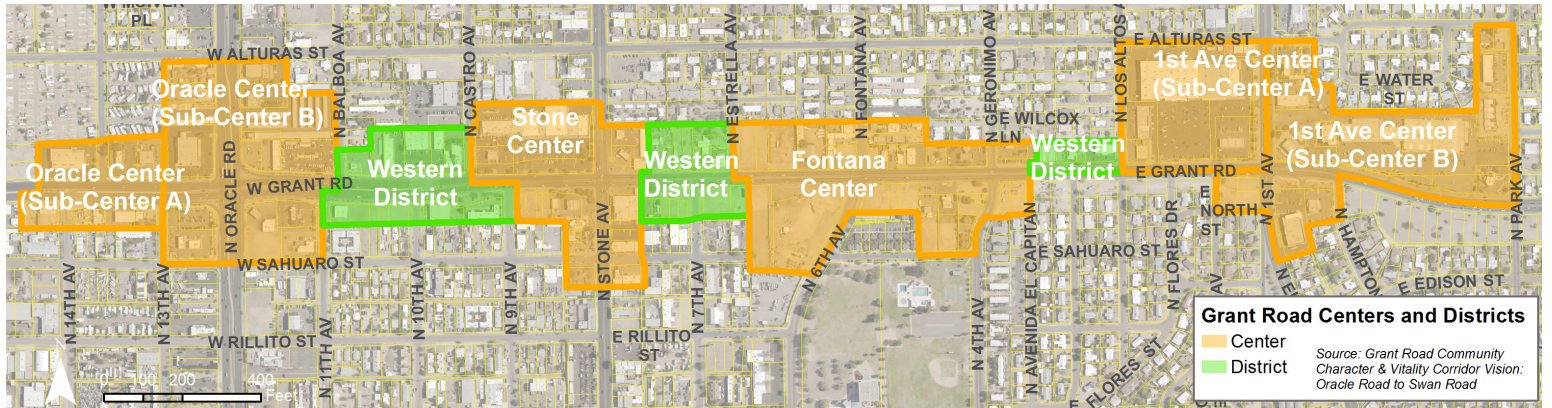 W MOWER
PL
W ALTURAS ST
N BALBOA AV
N CASTRO AV
N ESTRELLA AV
N FONTANA AV
N GERONIMO AV
N LOS ALTOS
E ALTURAS ST
1st Ave Center
(Sub-Center A)
E WATER
ST
Oracle Center
(Sub-Center B)
Stone
Center
E WILCOX
LN
1st Ave Center
(Sub-Center B)
Oracle Center
(Sub-Center A)
N ORACLE RD
W GRANT RD
Western
District
Western
District
Fontana
Center
Western
District
E GRANT RD
N 1ST AV
N PARK AV
E
NORTH
ST
N 14TH AV
N 13TH AV
W SAHUARO ST
N 11TH AV
N 10TH AV
N 9TH AV
N STONE AV
N 7TH AV
N 6TH AV
N 4TH AV
N AVENIDA EL CAPITAN
E SAHUARO ST
N FLORES DR
AV
N HAMPTON
E EDISON ST
W RILLITO ST
E RILLITO
ST
E FLORES ST
N
0 100 200 400
Feet
Grant Road Centers and Districts
Center
District
Source: Grant Road Community
Character & Vitality Corridor Vision:
Oracle Road to Swan Road